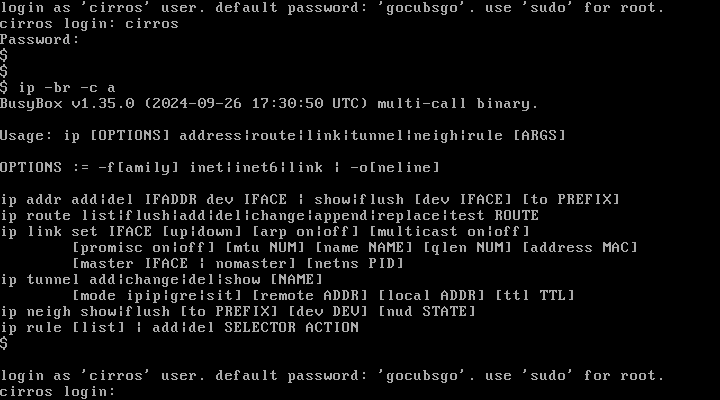 login as 'cirros' user. default password: 'gocubsgo'. use 'sudo' for root.
cirros login: cirros
Password:
$
$
$ ip -br -c a
BusyBox v1.35.0 (2024-09-26 17:30:50 UTC) multi-call binary.
Usage: ip [OPTIONS] address|route|link|tunnel|neigh|rule [ARGS]
OPTIONS := -f[amily] inet|inet6|link | -o[neline]
ip addr add|del IFADDR dev IFACE | show|flush [dev IFACE] [to PREFIX]
ip route list|flush|add|del|change|append|replace|test ROUTE
ip link set IFACE [up|down] [arp on|off] [multicast on|off]
[promisc on|off] [mtu NUM] [name NAME] [qlen NUM] [address MAC]
[master IFACE | nomaster] [netns PID]
ip tunnel add|change|del|show [NAME]
[mode ipip|gre|sit] [remote ADDR] [local ADDR] [ttl TTL]
ip neigh show|flush [to PREFIX] [dev DEV] [nud STATE]
ip rule [list] | add|del SELECTOR ACTION
$
login as 'cirros' user. default password: 'gocubsgo'. use 'sudo' for root.
cirros login: